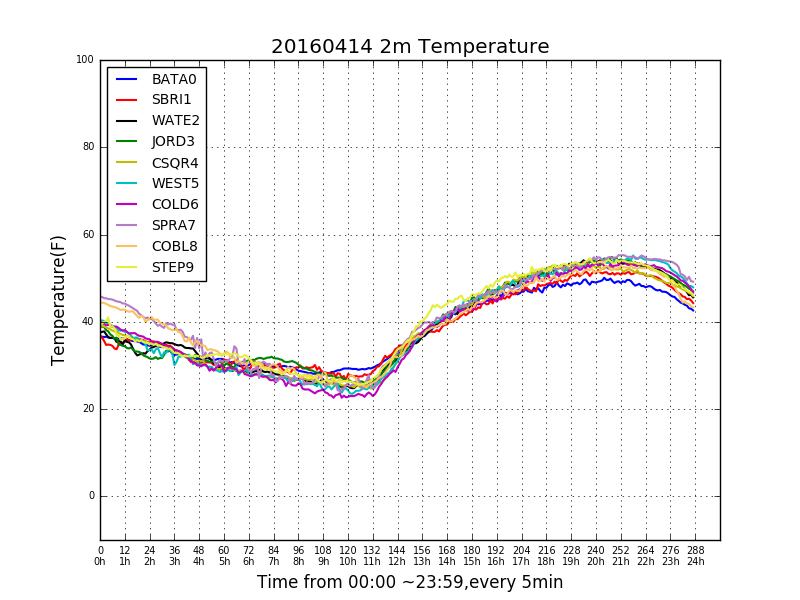 20160414 2m Temperature
100
80
60
40
20
0
Temperature(F)
BATA0
SBRI1
WATE2
JORD3
CSQR4
WEST5
COLD6
SPRA7
COBL8
STEP9
0 12 24 36 48 60 72 84 96 108 120 132 144 156 168 180 192 204 216 228 240 252 264 276 288
0h 1h 2h 3h 4h 5h 6h 7h 8h 9h 10h 11h 12h 13h 14h 15h 16h 17h 18h 19h 20h 21h 22h 23h 24h
Time from 00:00 ~23:59,every 5min